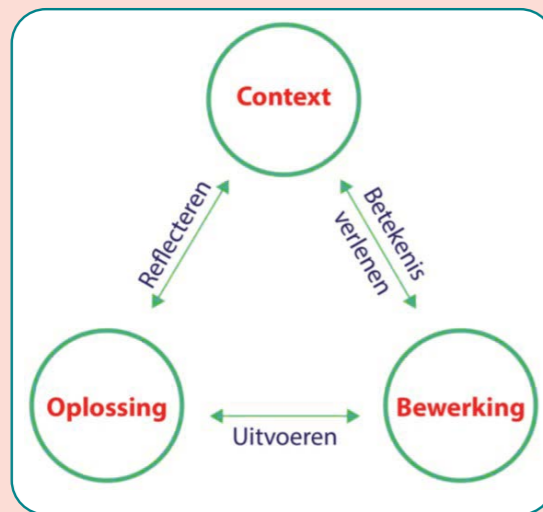 Context
Reflecteren
Betekenis
verlenen
Oplossing
Bewerking
Uitvoeren